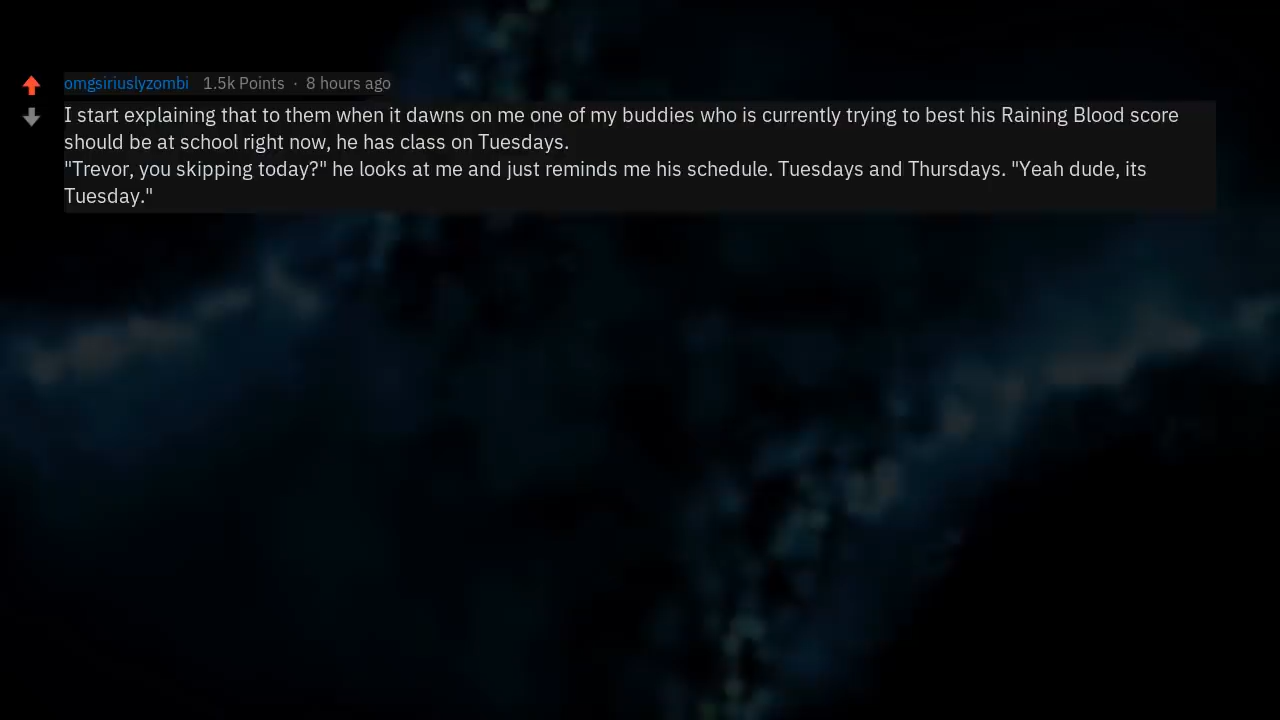 omgsiriuslyzombi 1.5k Points · 8 hours ago
I start explaining that to them when it dawns on me one of my buddies who is currently trying to best his Raining Blood score
should be at school right now, he has class on Tuesdays.
"Trevor, you skipping today?" he looks at me and just reminds me his schedule. Tuesdays and Thursdays. "Yeah dude, its
Tuesday."